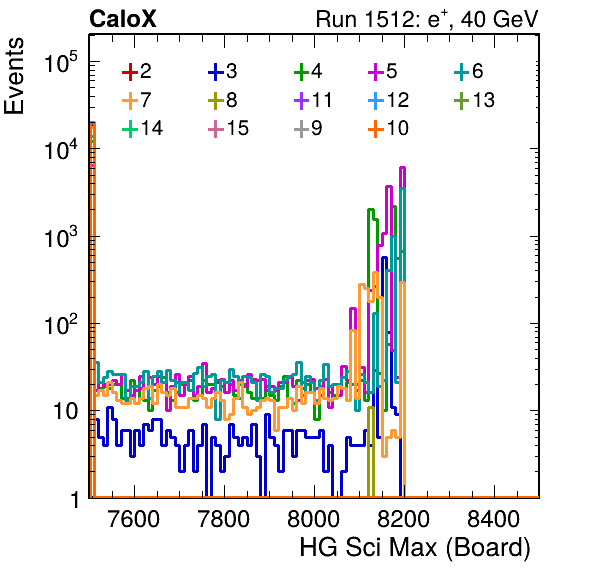 CaloX Run 1512: e⁺, 40 GeV
Events
2 3 4 5 6
7 8 11 12 13
14 15 9 10
10⁵
10⁴
10³
10²
10
1
7600 7800 8000 8200 8400
HG Sci Max (Board)